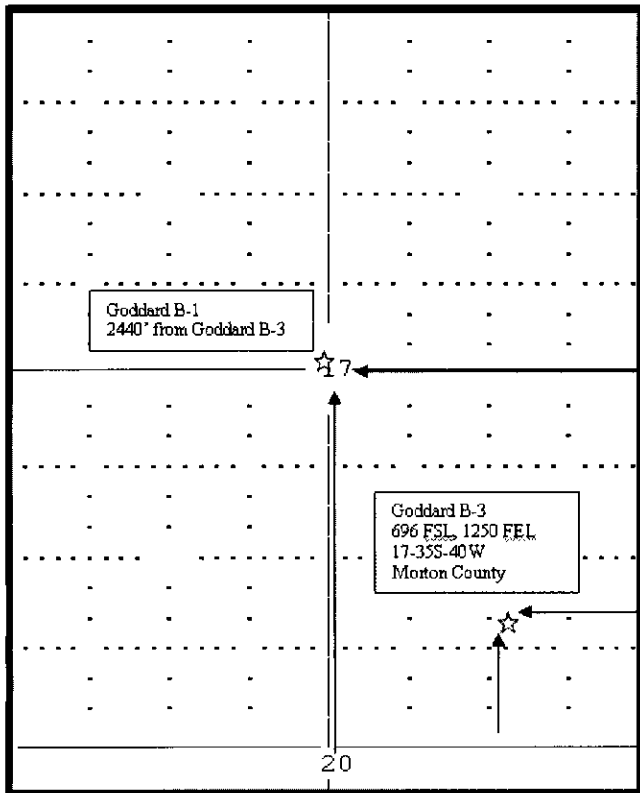 Goddard B-1
2440' from Goddard B-3
17
Goddard B-3
696 FSL, 1250 FEL
17-35S-40W
Morton County
20